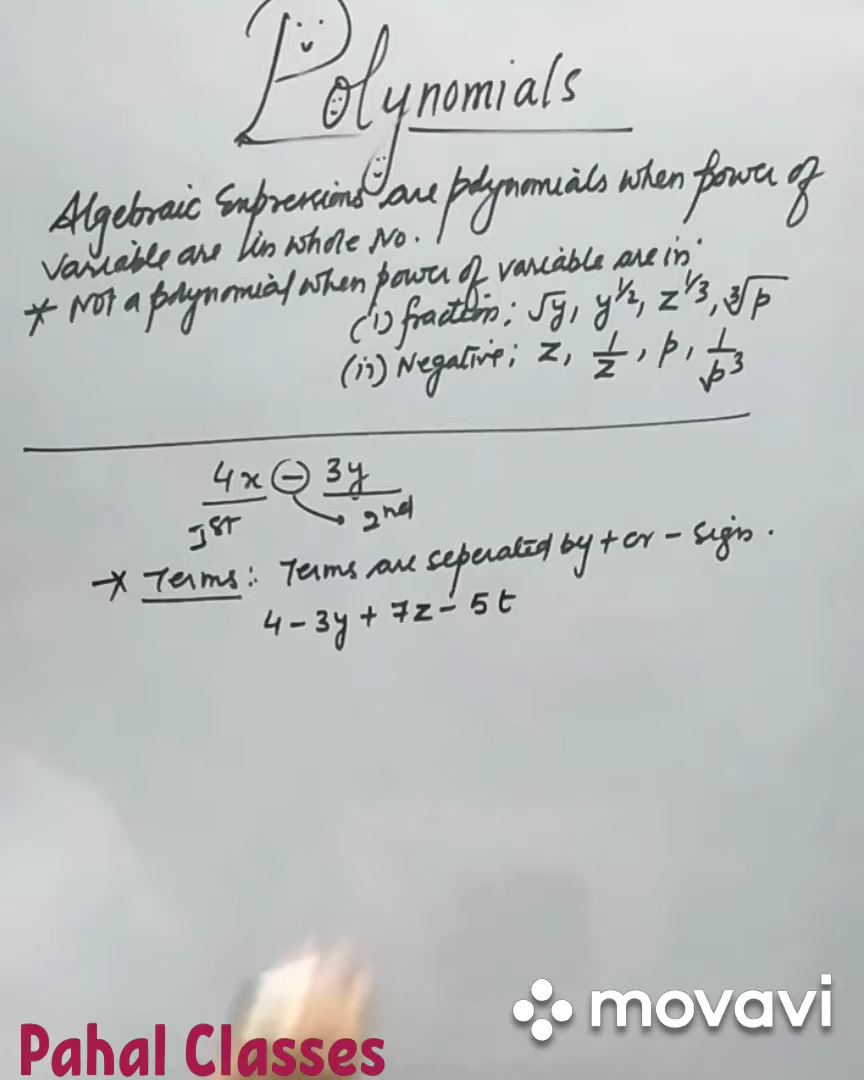 Polynomials
Algebraic Expressions are polynomials when power of
variable are in whole No.
* Not a polynomial when power of variable are in
(i) fraction; √y, y^1/2, z^1/3, ∛p
(ii) Negative; z, 1/z, p, 1/p^3
4x - 3y
1st 2nd
* Terms: Terms are seperated by + or - sign.
4 - 3y + 7z - 5t
movavi
Pahal Classes